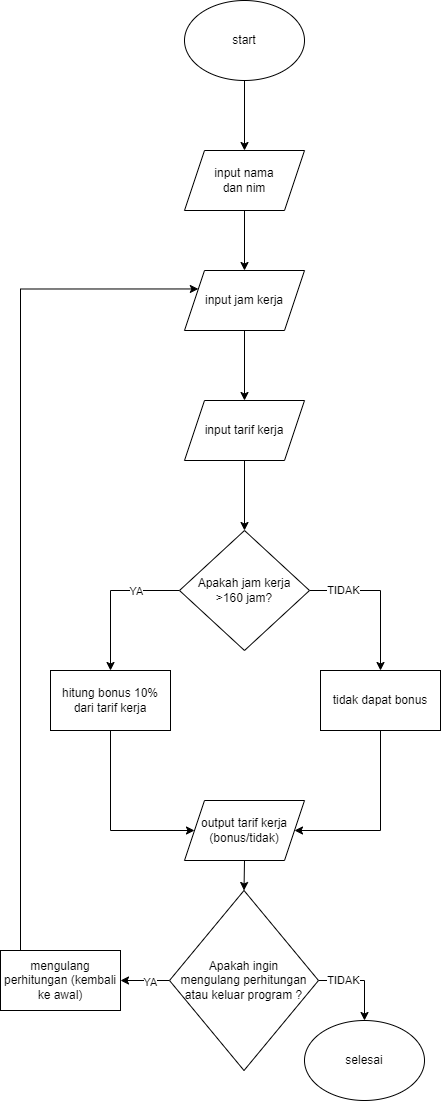 start
input nama
dan nim
input jam kerja
input tarif kerja
Apakah jam kerja
>160 jam?
YA
TIDAK
hitung bonus 10%
dari tarif kerja
tidak dapat bonus
output tarif kerja
(bonus/tidak)
Apakah ingin
mengulang perhitungan
atau keluar program ?
YA
TIDAK
mengulang
perhitungan (kembali
ke awal)
selesai